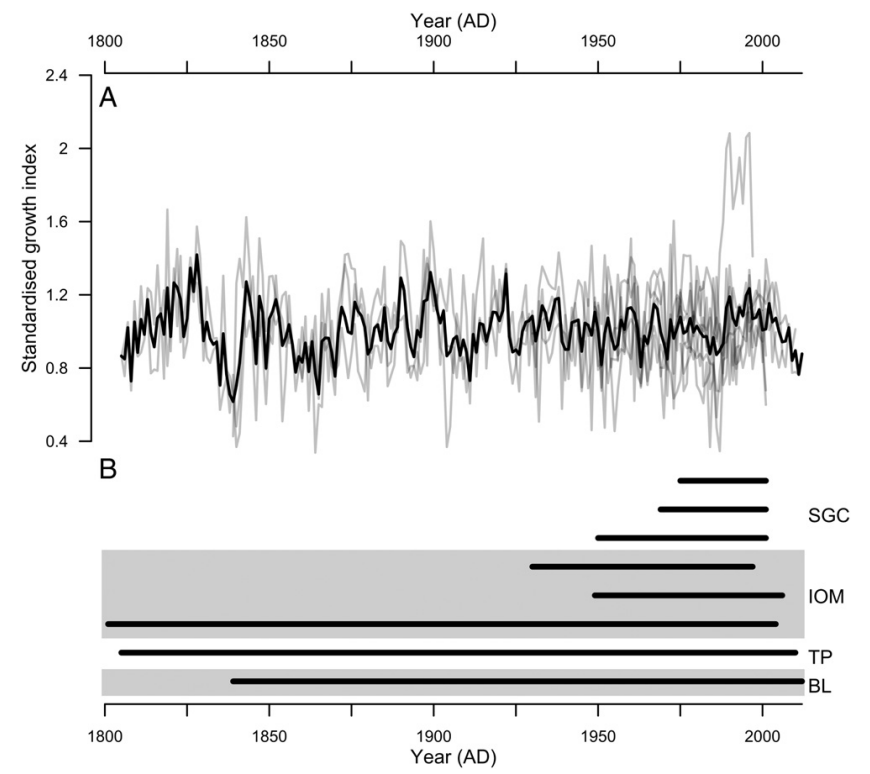 Year (AD)
1800 1850 1900 1950 2000
A
Standardised growth index
2.4
2
1.6
1.2
0.8
0.4
B
SGC
IOM
TP
BL
1800 1850 1900 1950 2000
Year (AD)